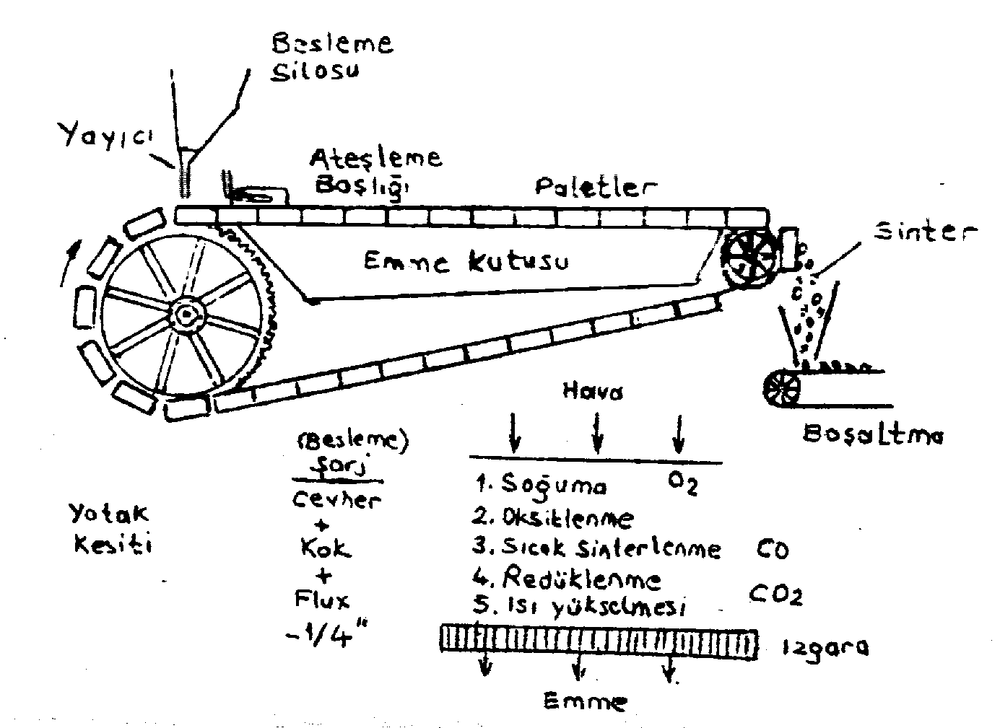 Besleme
Silosu
Yayıcı
Ateşleme
Başlığı
Paletler
Sinter
Emme Kutusu
Hava
Boşaltma
(Besleme)
Şarj
Cevher
+
Kok
+
Flux
-1/4"
Yatak
Kesiti
1. Soğuma O2
2. Oksitlenme
3. Sıcak Sinterlenme CO
4. Redüklenme
CO2
5. Isı yükselmesi
Izgara
Emme